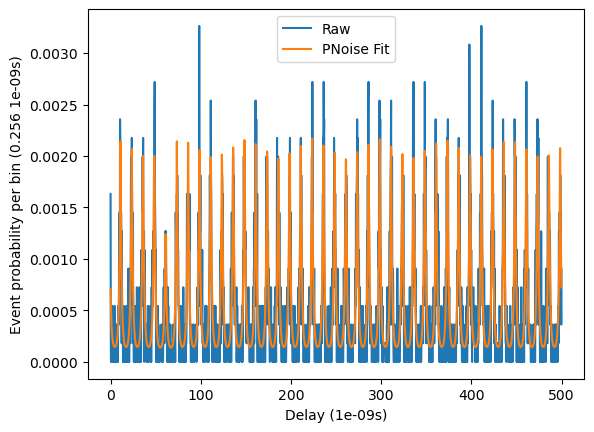 Raw
PNoise Fit
Event probability per bin (0.256 1e-09s)
0.0030
0.0025
0.0020
0.0015
0.0010
0.0005
0.0000
0 100 200 300 400 500
Delay (1e-09s)